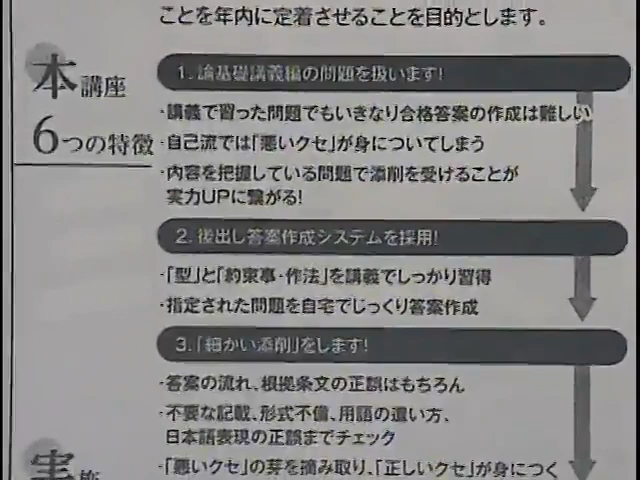 ことを年内に定着させることを目的とします。
本講座
6つの特徴
1. 論基礎講義編の問題を扱います!
・講義で習った問題でもいきなり合格答案の作成は難しい
・自己流では「悪いクセ」が身についてしまう
・内容を把握している問題で添削を受けることが
実力UPに繋がる!
2. 後出し答案作成システムを採用!
・「型」と「約束事・作法」を講義でしっかり習得
・指定された問題を自宅でじっくり答案作成
3.「細かい添削」をします!
・答案の流れ、根拠条文の正誤はもちろん
・不要な記載、形式不備、用語の遣い方、
日本語表現の正誤までチェック
・「悪いクセ」の芽を摘み取り、「正しいクセ」が身につく
実